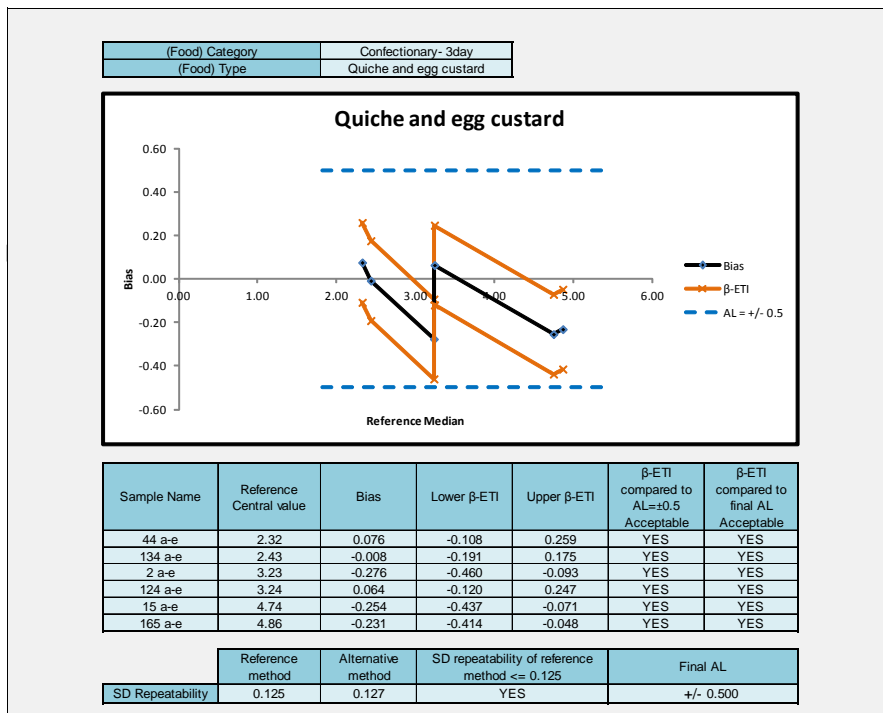 (Food) Category Confectionary- 3day
(Food) Type Quiche and egg custard
Quiche and egg custard
0.60
0.40
0.20
0.00
-0.20
-0.40
-0.60
Bias
0.00 1.00 2.00 3.00 4.00 5.00 6.00
Reference Median
Bias
β-ETI
AL = +/- 0.5
Sample Name Reference Central value Bias Lower β-ETI Upper β-ETI β-ETI compared to AL=±0.5 Acceptable β-ETI compared to final AL Acceptable
44 a-e 2.32 0.076 -0.108 0.259 YES YES
134 a-e 2.43 -0.008 -0.191 0.175 YES YES
2 a-e 3.23 -0.276 -0.460 -0.093 YES YES
124 a-e 3.24 0.064 -0.120 0.247 YES YES
15 a-e 4.74 -0.254 -0.437 -0.071 YES YES
165 a-e 4.86 -0.231 -0.414 -0.048 YES YES
Reference method Alternative method SD repeatability of reference method <= 0.125 Final AL
SD Repeatability 0.125 0.127 YES +/- 0.500